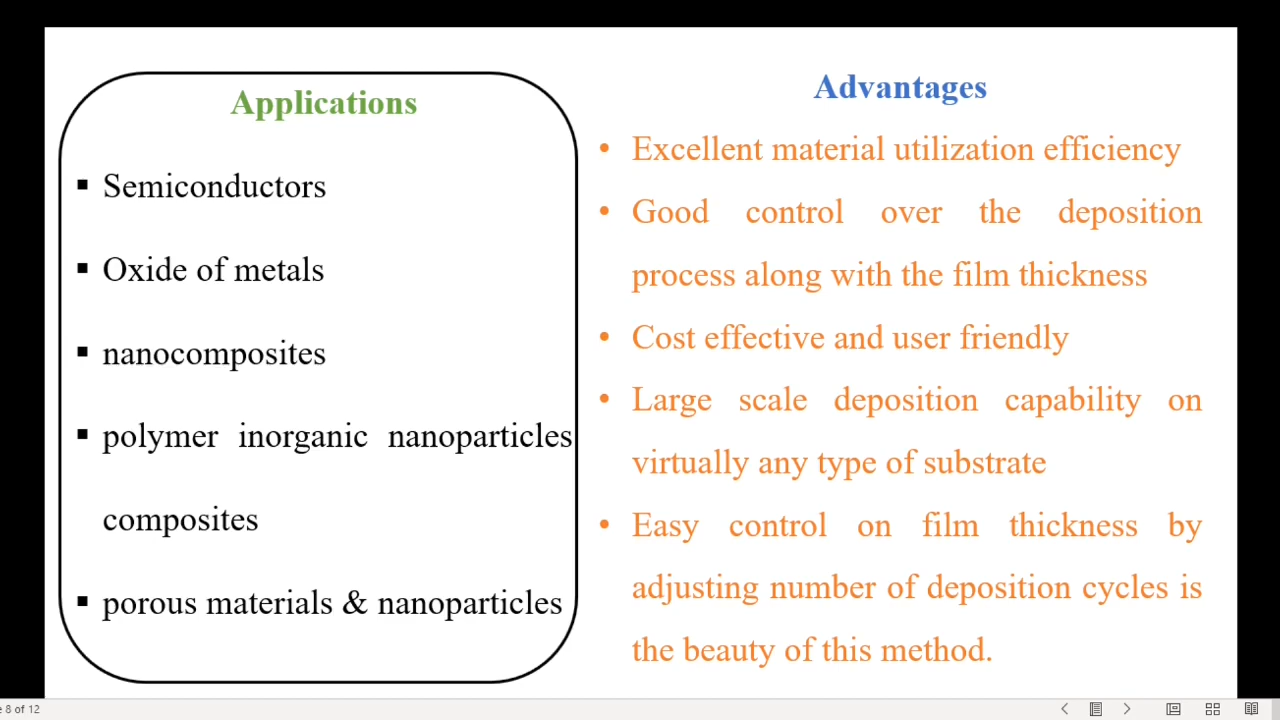 Applications
Semiconductors
Oxide of metals
nanocomposites
polymer inorganic nanoparticles
composites
porous materials & nanoparticles
Advantages
Excellent material utilization efficiency
Good control over the deposition
process along with the film thickness
Cost effective and user friendly
Large scale deposition capability on
virtually any type of substrate
Easy control on film thickness by
adjusting number of deposition cycles is
the beauty of this method.
8 of 12